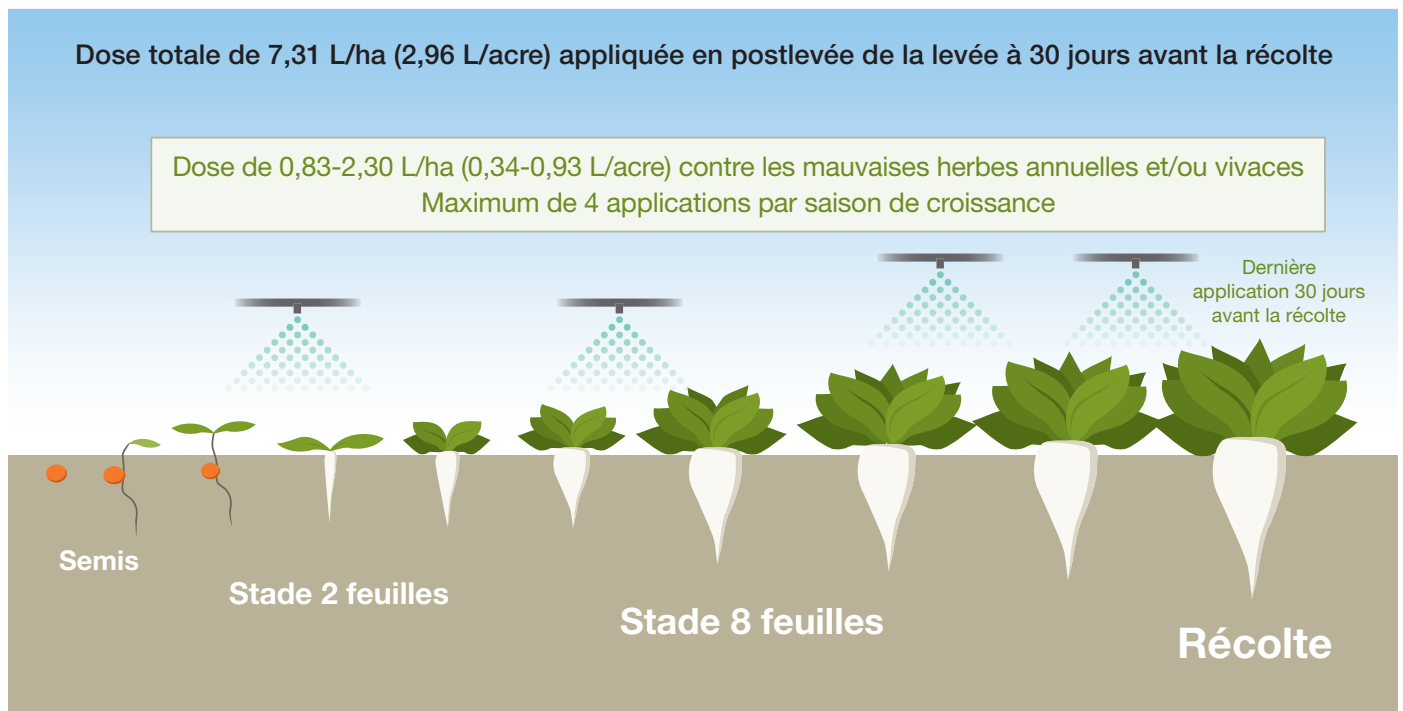 Dose totale de 7,31 L/ha (2,96 L/acre) appliquée en postlevée de la levée à 30 jours avant la récolte
Dose de 0,83-2,30 L/ha (0,34-0,93 L/acre) contre les mauvaises herbes annuelles et/ou vivaces
Maximum de 4 applications par saison de croissance
Dernière
application 30 jours
avant la récolte
Semis
Stade 2 feuilles
Stade 8 feuilles
Récolte